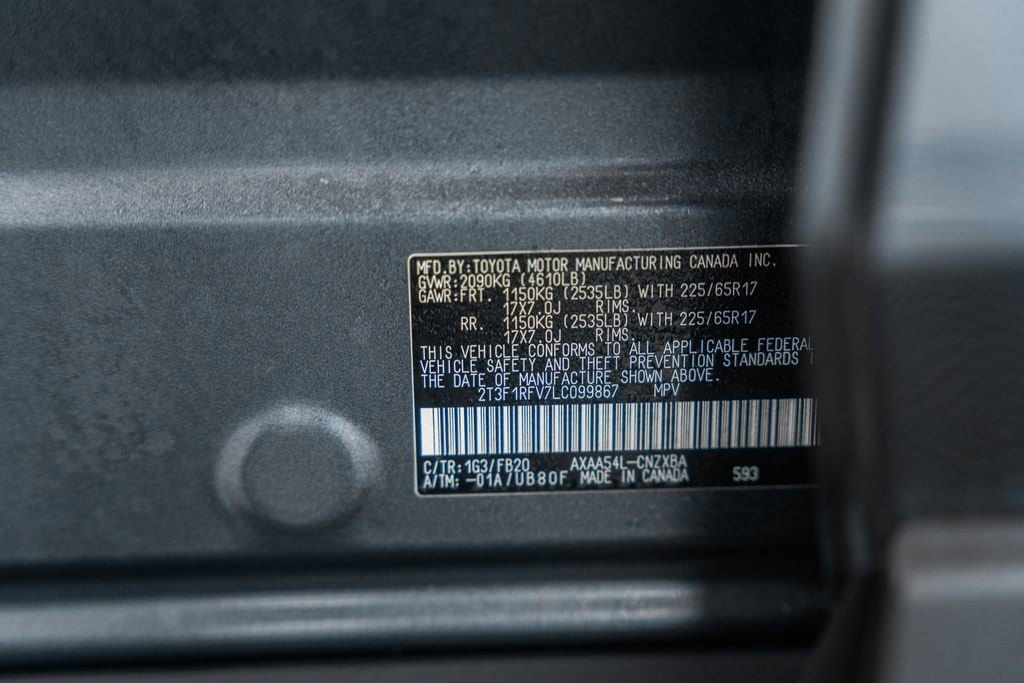 MFD.BY:TOYOTA MOTOR MANUFACTURING CANADA INC.
GVWR:2090KG (4610LB)
GAWR:FRT. 1150KG (2535LB) WITH 225/65R17
17X7.0J RIMS.
RR. 1150KG (2535LB) WITH 225/65R17
17X7.0J RIMS.
THIS VEHICLE CONFORMS TO ALL APPLICABLE FEDERAL
VEHICLE SAFETY AND THEFT PREVENTION STANDARDS
THE DATE OF MANUFACTURE SHOWN ABOVE.
2T3F1RFV7LC099867 MPV
C/TR:1G3/FB20 AXAA54L-CNZXBA 593
A/TM:-01A/UB80F MADE IN CANADA